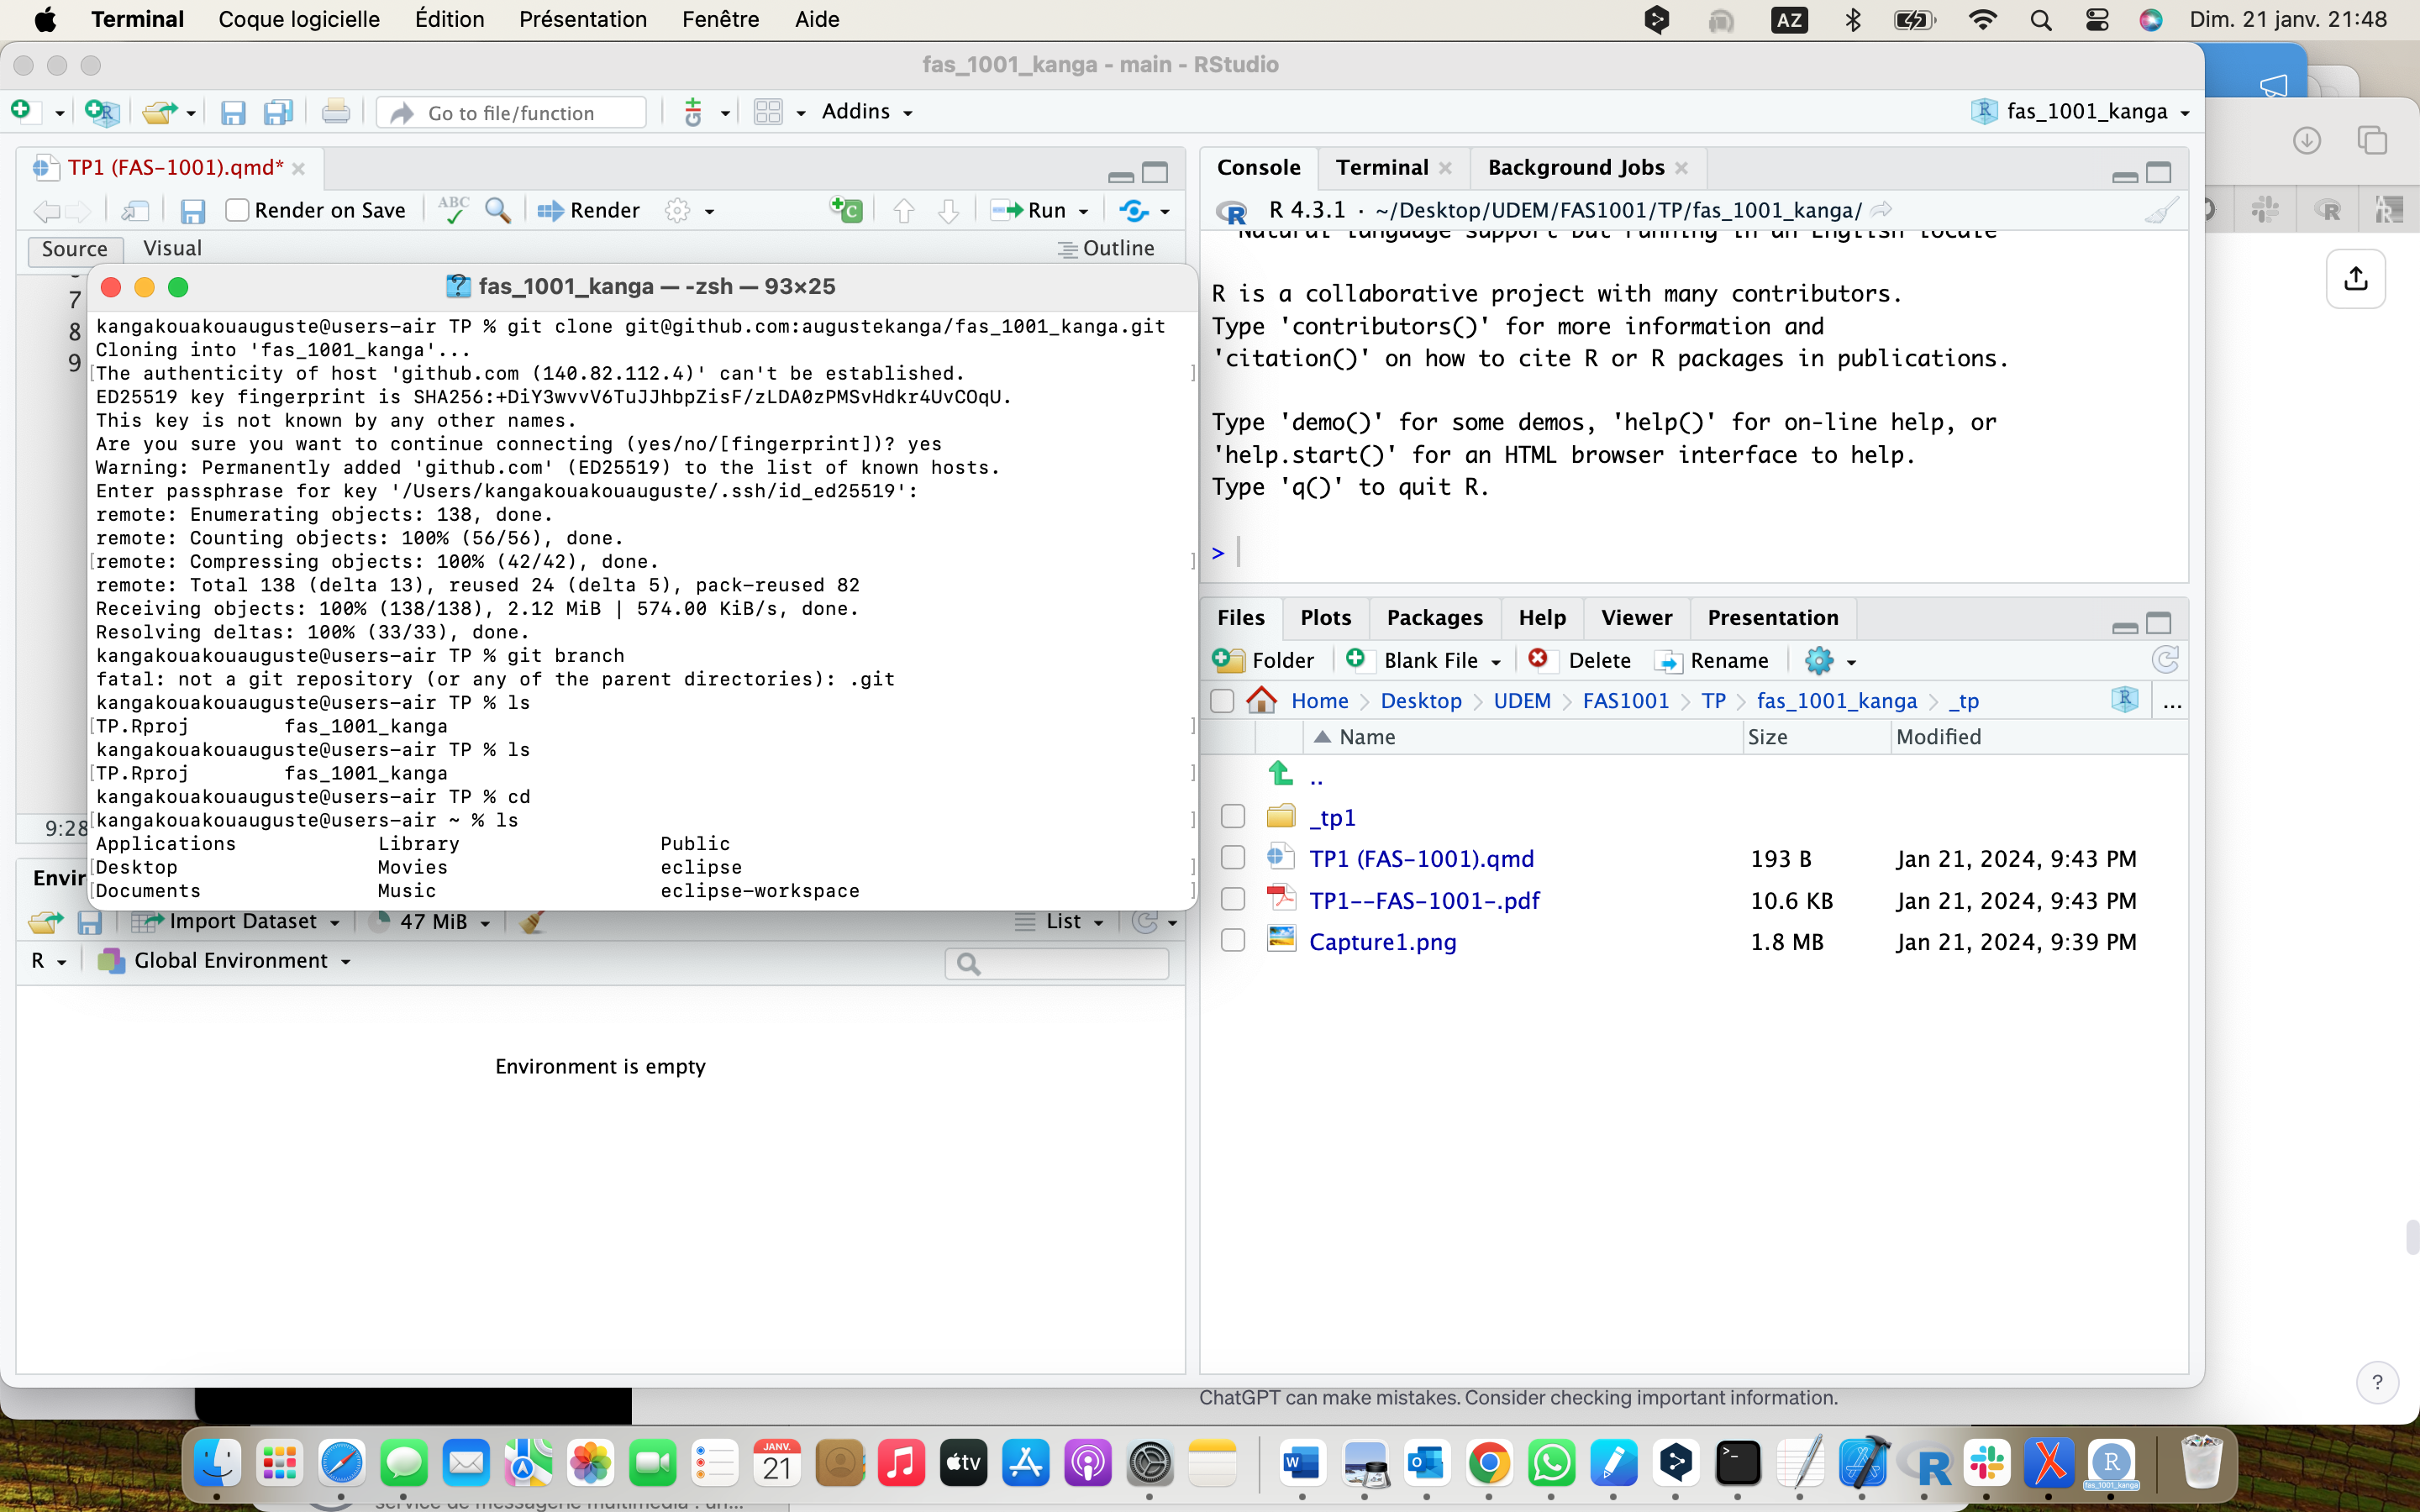 Terminal Coque logicielle Édition Présentation Fenêtre Aide AZ Dim. 21 janv. 21:48
fas_1001_kanga - main - RStudio
Go to file/function Addins fas_1001_kanga
TP1 (FAS-1001).qmd*
Render on Save ABC Render Run
Source Visual Outline
7
8
9
9:28
fas_1001_kanga — -zsh — 93×25
kangakouakouauguste@users-air TP % git clone git@github.com:augustekanga/fas_1001_kanga.git
Cloning into 'fas_1001_kanga'...
[The authenticity of host 'github.com (140.82.112.4)' can't be established. ]
ED25519 key fingerprint is SHA256:+DiY3wvvV6TuJJhbpZisF/zLDA0zPMSvHdkr4UvCOqU.
This key is not known by any other names.
Are you sure you want to continue connecting (yes/no/[fingerprint])? yes
Warning: Permanently added 'github.com' (ED25519) to the list of known hosts.
Enter passphrase for key '/Users/kangakouakouauguste/.ssh/id_ed25519':
remote: Enumerating objects: 138, done.
remote: Counting objects: 100% (56/56), done.
[remote: Compressing objects: 100% (42/42), done. ]
remote: Total 138 (delta 13), reused 24 (delta 5), pack-reused 82
Receiving objects: 100% (138/138), 2.12 MiB | 574.00 KiB/s, done.
Resolving deltas: 100% (33/33), done.
kangakouakouauguste@users-air TP % git branch
fatal: not a git repository (or any of the parent directories): .git
kangakouakouauguste@users-air TP % ls
[TP.Rproj fas_1001_kanga ]
kangakouakouauguste@users-air TP % ls
[TP.Rproj fas_1001_kanga ]
kangakouakouauguste@users-air TP % cd
[kangakouakouauguste@users-air ~ % ls ]
Applications Library Public
[Desktop Movies eclipse ]
[Documents Music eclipse-workspace ]
Envir
Import Dataset 47 MiB List
R Global Environment
Environment is empty
Console Terminal Background Jobs
R 4.3.1 · ~/Desktop/UDEM/FAS1001/TP/fas_1001_kanga/
Natural language support but running in an English locale
R is a collaborative project with many contributors.
Type 'contributors()' for more information and
'citation()' on how to cite R or R packages in publications.
Type 'demo()' for some demos, 'help()' for on-line help, or
'help.start()' for an HTML browser interface to help.
Type 'q()' to quit R.
>
Files Plots Packages Help Viewer Presentation
Folder Blank File Delete Rename
Home Desktop UDEM FAS1001 TP fas_1001_kanga _tp ...
Name Size Modified
..
_tp1
TP1 (FAS-1001).qmd 193 B Jan 21, 2024, 9:43 PM
TP1--FAS-1001-.pdf 10.6 KB Jan 21, 2024, 9:43 PM
Capture1.png 1.8 MB Jan 21, 2024, 9:39 PM
?
ChatGPT can make mistakes. Consider checking important information.
JANV.
21
tv
fas_1001_kanga
service de messagerie multimédia : un...